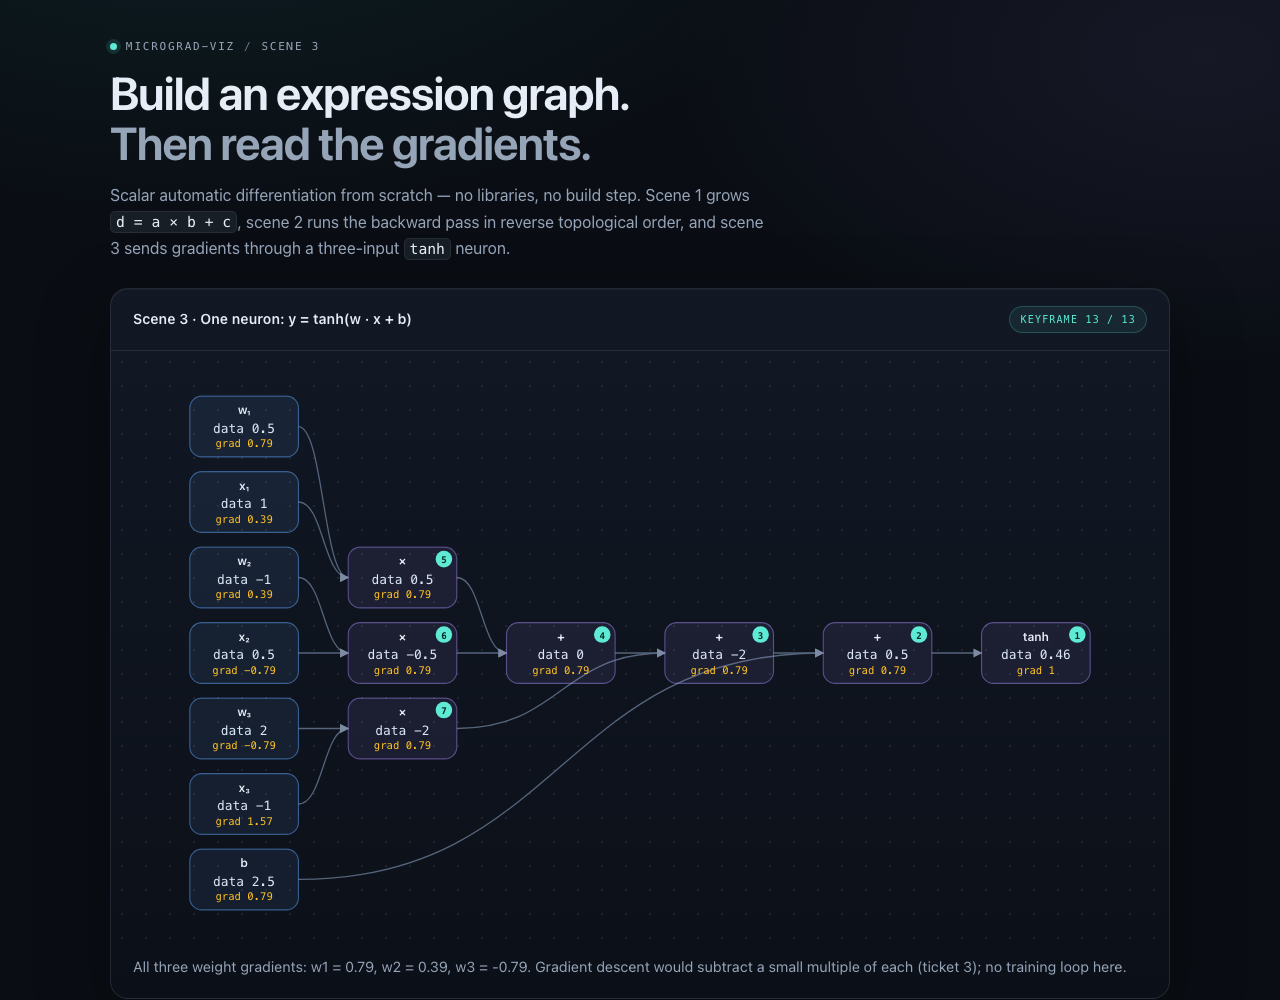 MICROGRAD-VIZ / SCENE 3
Build an expression graph.
Then read the gradients.
Scalar automatic differentiation from scratch — no libraries, no build step. Scene 1 grows
d = a × b + c, scene 2 runs the backward pass in reverse topological order, and scene
3 sends gradients through a three-input tanh neuron.
Scene 3 · One neuron: y = tanh(w · x + b)
KEYFRAME 13 / 13
w₁
data 0.5
grad 0.79
x₁
data 1
grad 0.39
w₂
data −1
grad 0.39
x₂
data 0.5
grad −0.79
w₃
data 2
grad −0.79
x₃
data −1
grad 1.57
b
data 2.5
grad 0.79
×
5
data 0.5
grad 0.79
×
6
data −0.5
grad 0.79
×
7
data −2
grad 0.79
+
4
data 0
grad 0.79
+
3
data −2
grad 0.79
+
2
data 0.5
grad 0.79
tanh
1
data 0.46
grad 1
All three weight gradients: w1 = 0.79, w2 = 0.39, w3 = -0.79. Gradient descent would subtract a small multiple of each (ticket 3); no training loop here.